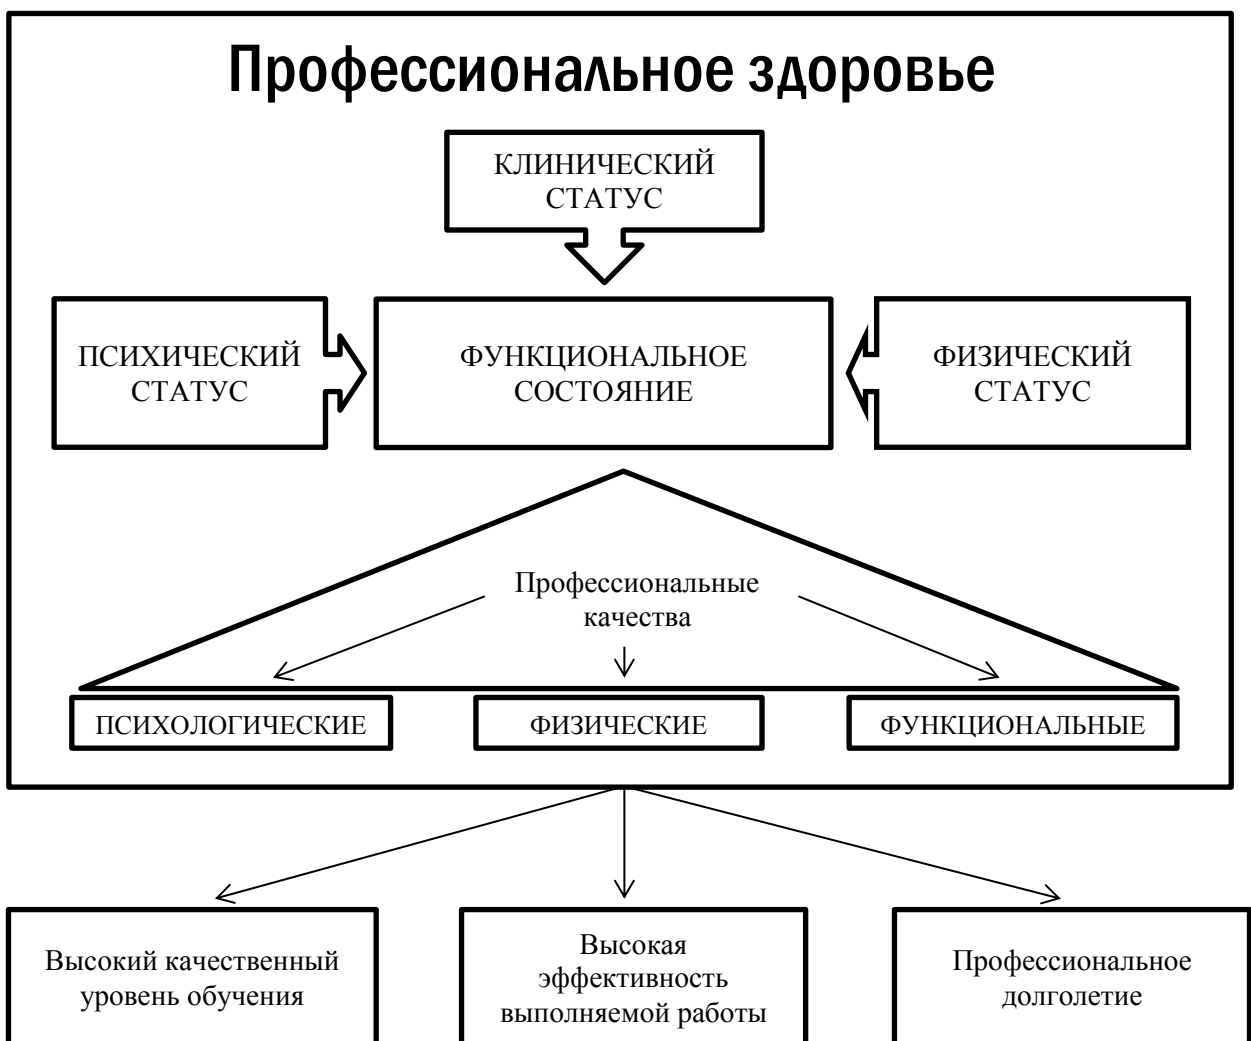 Профессиональное здоровье
КЛИНИЧЕСКИЙ
СТАТУС
ПСИХИЧЕСКИЙ
СТАТУС
ФУНКЦИОНАЛЬНОЕ
СОСТОЯНИЕ
ФИЗИЧЕСКИЙ
СТАТУС
Профессиональные
качества
ПСИХОЛОГИЧЕСКИЕ
ФИЗИЧЕСКИЕ
ФУНКЦИОНАЛЬНЫЕ
Высокий качественный
уровень обучения
Высокая
эффективность
выполняемой работы
Профессиональное
долголетие